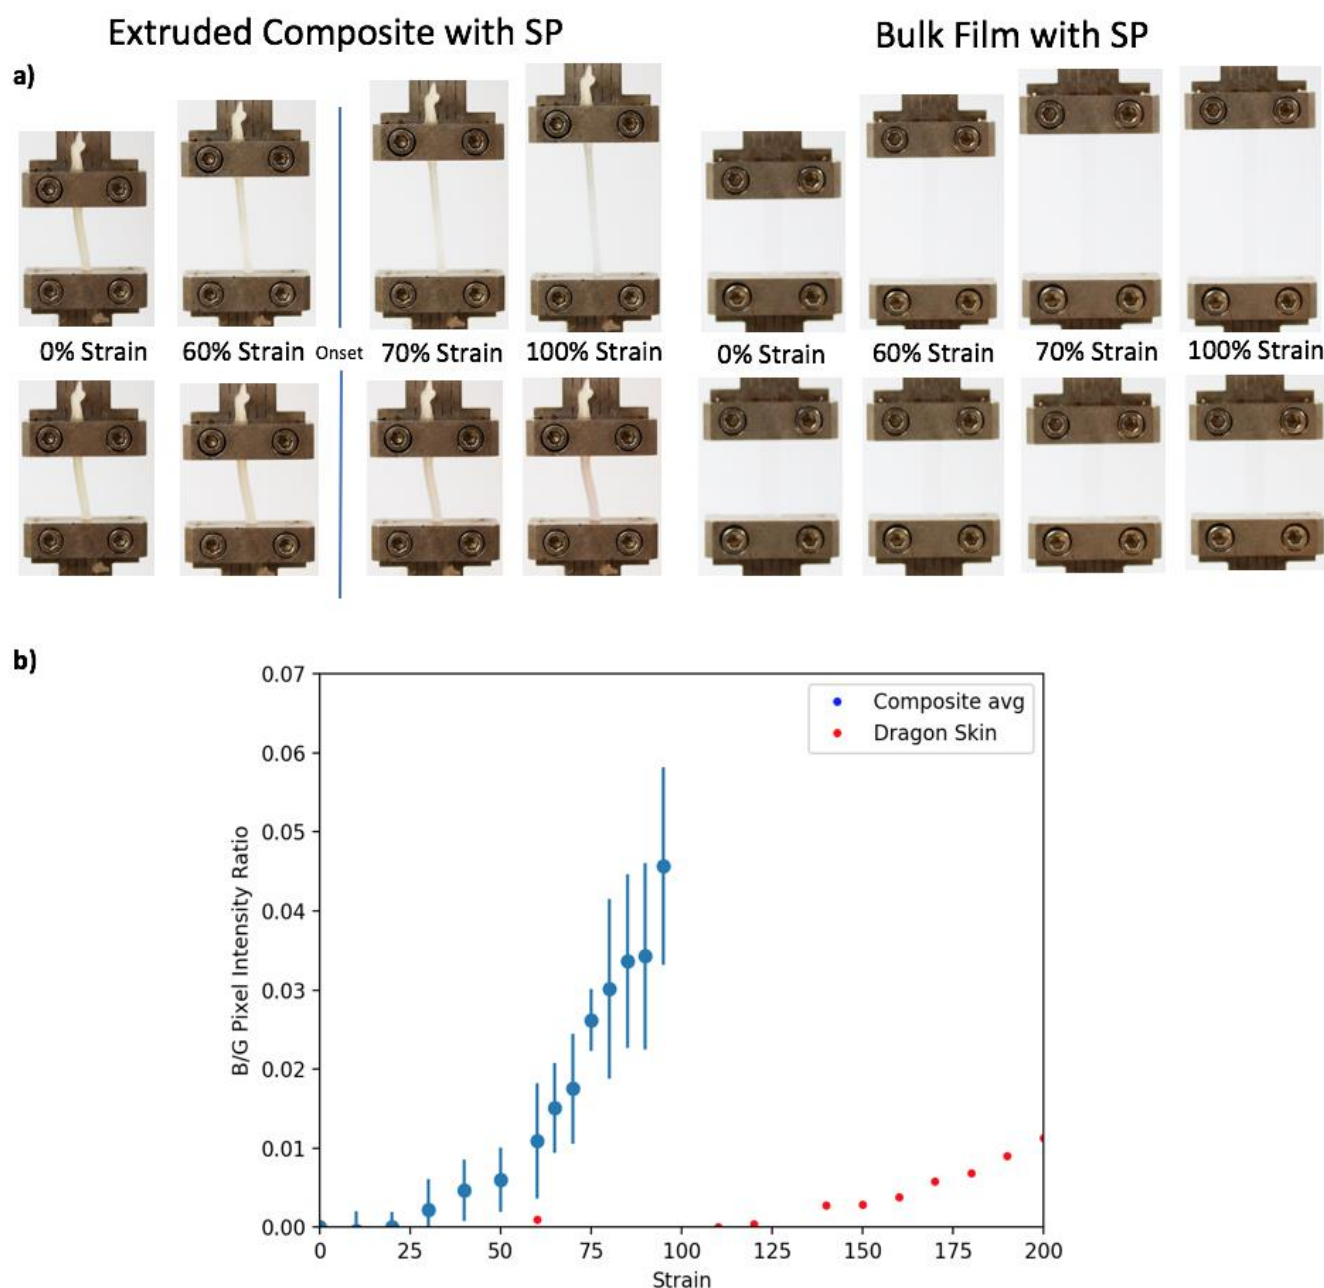 Extruded Composite with SP
Bulk Film with SP
a)
0% Strain
60% Strain
Onset
70% Strain
100% Strain
0% Strain
60% Strain
70% Strain
100% Strain
b)
0.07
0.06
0.05
0.04
0.03
0.02
0.01
0.00
B/G Pixel Intensity Ratio
Composite avg
Dragon Skin
0 25 50 75 100 125 150 175 200
Strain